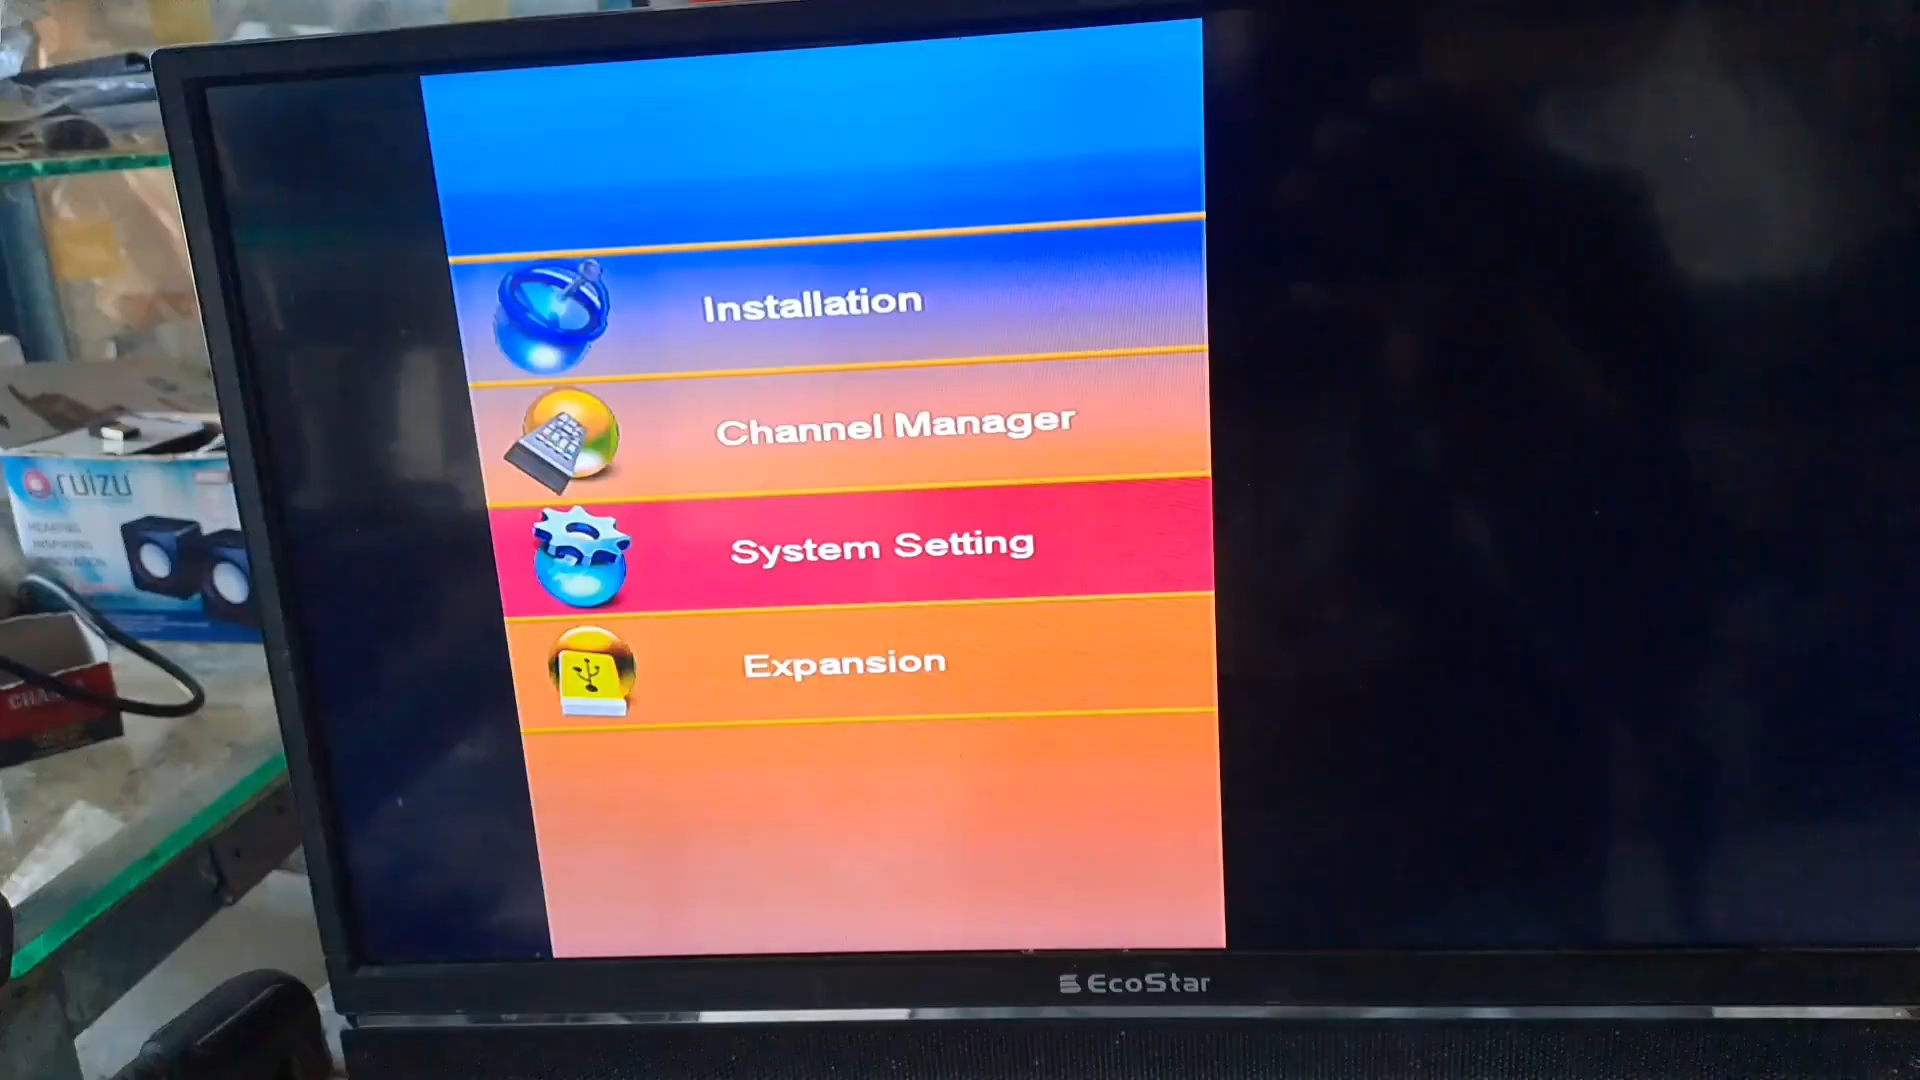 Installation
Channel Manager
System Setting
Expansion
EcoStar
ruizu